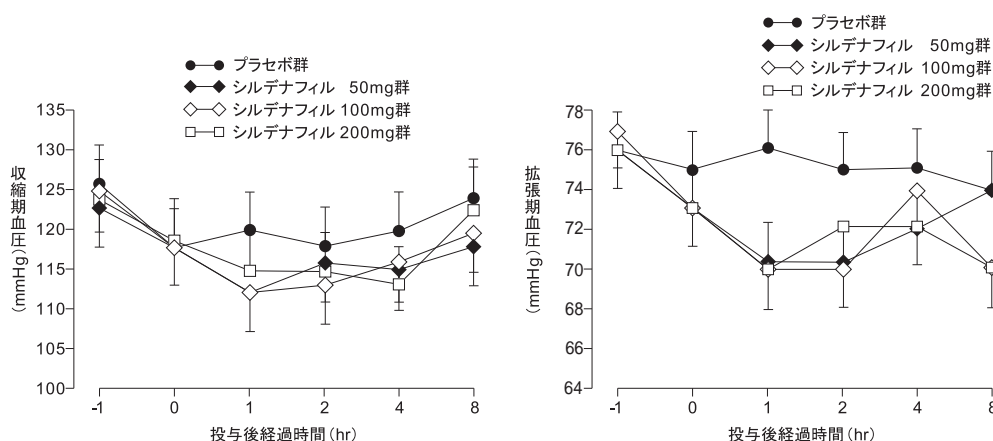 プラセボ群
シルデナフィル 50mg群
シルデナフィル 100mg群
シルデナフィル 200mg群
収縮期血圧(mmHg)
135
130
125
120
115
110
105
100
-1 0 1 2 4 8
投与後経過時間(hr)
プラセボ群
シルデナフィル 50mg群
シルデナフィル 100mg群
シルデナフィル 200mg群
拡張期血圧(mmHg)
78
76
74
72
70
68
66
64
-1 0 1 2 4 8
投与後経過時間(hr)